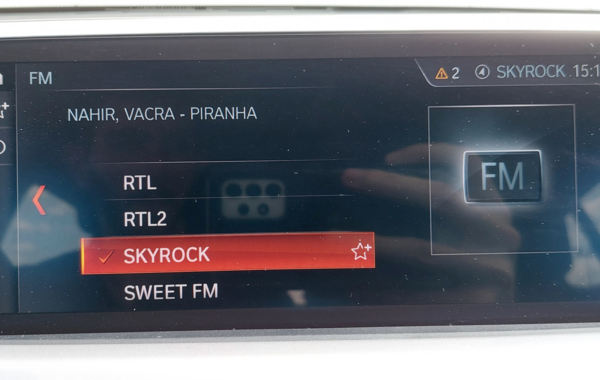 FM
2 SKYROCK 15:1
NAHIR, VACRA - PIRANHA
RTL
RTL2
SKYROCK
SWEET FM
FM